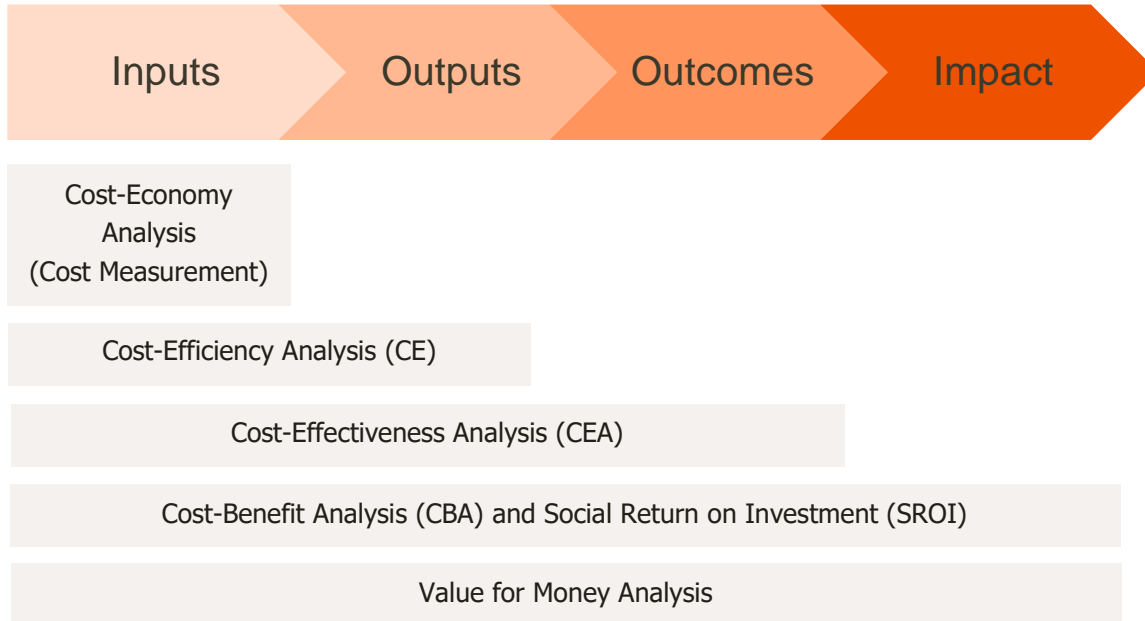 Inputs
Outputs
Outcomes
Impact
Cost-Economy
Analysis
(Cost Measurement)
Cost-Efficiency Analysis (CE)
Cost-Effectiveness Analysis (CEA)
Cost-Benefit Analysis (CBA) and Social Return on Investment (SROI)
Value for Money Analysis